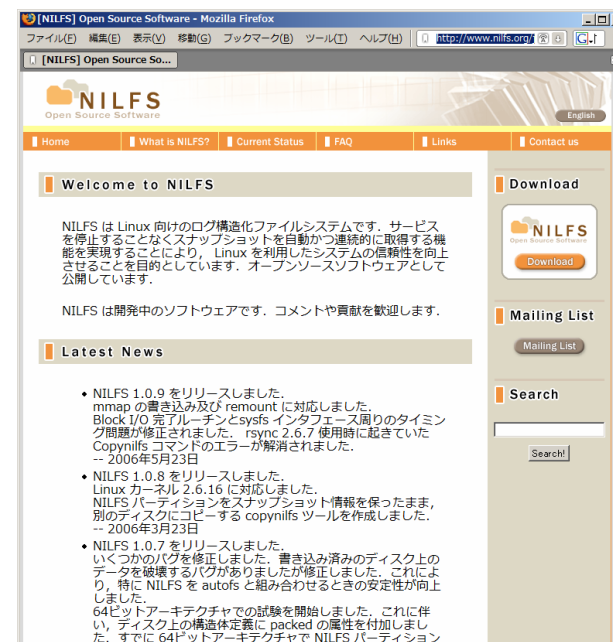 [NILFS] Open Source Software - Mozilla Firefox
ファイル(F) 編集(E) 表示(V) 移動(G) ブックマーク(B) ツール(T) ヘルプ(H) http://www.nilfs.org/
[NILFS] Open Source So...
NILFS
Open Source Software
English
Home What is NILFS? Current Status FAQ Links Contact us
Welcome to NILFS
NILFS は Linux 向けのログ構造化ファイルシステムです．サービス
を停止することなくスナップショットを自動かつ連続的に取得する機
能を実現することにより， Linux を利用したシステムの信頼性を向上
させることを目的としています．オープンソースソフトウェアとして
公開しています．
NILFS は開発中のソフトウェアです．コメントや貢献を歓迎します．
Latest News
• NILFS 1.0.9 をリリースしました．
mmap の書き込み及び remount に対応しました．
Block I/O 完了ルーチンとsysfs インタフェース周りのタイミン
グ問題が修正されました． rsync 2.6.7 使用時に起きていた
Copynilfs コマンドのエラーが解消されました．
-- 2006年5月23日
• NILFS 1.0.8 をリリースしました．
Linux カーネル 2.6.16 に対応しました．
NILFS パーティションをスナップショット情報を保ったまま，
別のディスクにコピーする copynilfs ツールを作成しました．
-- 2006年3月23日
• NILFS 1.0.7 をリリースしました．
いくつかのバグを修正しました．書き込み済みのディスク上の
データを破壊するバグがありましたが修正しました．これによ
り，特に NILFS を autofs と組み合わせるときの安定性が向上
しました．
64ビットアーキテクチャでの試験を開始しました．これに伴
い，ディスク上の構造体定義に packed の属性を付加しまし
た．すでに 64ビットアーキテクチャで NILFS パーティション
Download
NILFS
Open Source Software
Download
Mailing List
Mailing List
Search
Search!